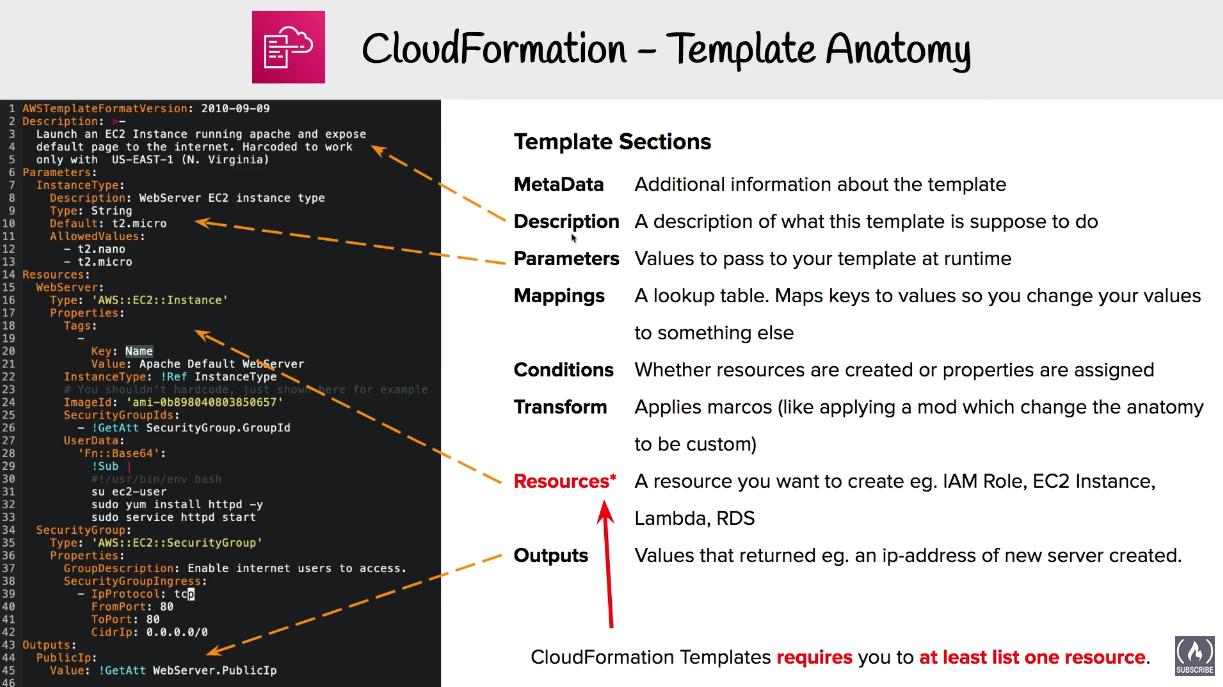 CloudFormation – Template Anatomy
1 AWSTemplateFormatVersion: 2010-09-09
2 Description: >-
3 Launch an EC2 Instance running apache and expose
4 default page to the internet. Harcoded to work
5 only with US-EAST-1 (N. Virginia)
6 Parameters:
7 InstanceType:
8 Description: WebServer EC2 instance type
9 Type: String
10 Default: t2.micro
11 AllowedValues:
12 - t2.nano
13 - t2.micro
14 Resources:
15 WebServer:
16 Type: 'AWS::EC2::Instance'
17 Properties:
18 Tags:
19 -
20 Key: Name
21 Value: Apache Default WebServer
22 InstanceType: !Ref InstanceType
23 # You shouldn't hardcode, just shown here for example
24 ImageId: 'ami-0b898040803850657'
25 SecurityGroupIds:
26 - !GetAtt SecurityGroup.GroupId
27 UserData:
28 'Fn::Base64':
29 !Sub |
30 #!/usr/bin/env bash
31 su ec2-user
32 sudo yum install httpd -y
33 sudo service httpd start
34 SecurityGroup:
35 Type: 'AWS::EC2::SecurityGroup'
36 Properties:
37 GroupDescription: Enable internet users to access.
38 SecurityGroupIngress:
39 - IpProtocol: tcp
40 FromPort: 80
41 ToPort: 80
42 CidrIp: 0.0.0.0/0
43 Outputs:
44 PublicIp:
45 Value: !GetAtt WebServer.PublicIp
46
Template Sections
MetaData Additional information about the template
Description A description of what this template is suppose to do
Parameters Values to pass to your template at runtime
Mappings A lookup table. Maps keys to values so you change your values
to something else
Conditions Whether resources are created or properties are assigned
Transform Applies marcos (like applying a mod which change the anatomy
to be custom)
Resources* A resource you want to create eg. IAM Role, EC2 Instance,
Lambda, RDS
Outputs Values that returned eg. an ip-address of new server created.
CloudFormation Templates requires you to at least list one resource.
SUBSCRIBE